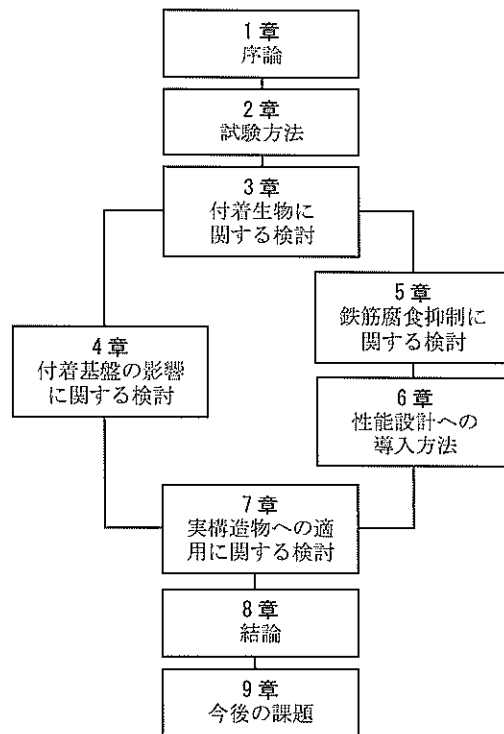 1 章
序論
2 章
試験方法
3 章
付着生物に
関する検討
4 章
付着基盤の影響
に関する検討
5 章
鉄筋腐食抑制に
関する検討
6 章
性能設計への
導入方法
7 章
実構造物への適
用に関する検討
8 章
結論
9 章
今後の課題